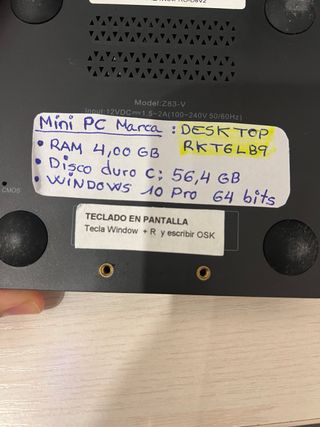 Model:Z83-V
Input:12VDC⎓1,5~2A(100~240V 50/60Hz)
Mini PC Marca : DESKTOP
RKT6LB9
• RAM 4,00 GB
• Disco duro C: 56,4 GB
• WINDOWS 10 Pro 64 bits
CMOS
TECLADO EN PANTALLA
Tecla Window + R y escribir OSK